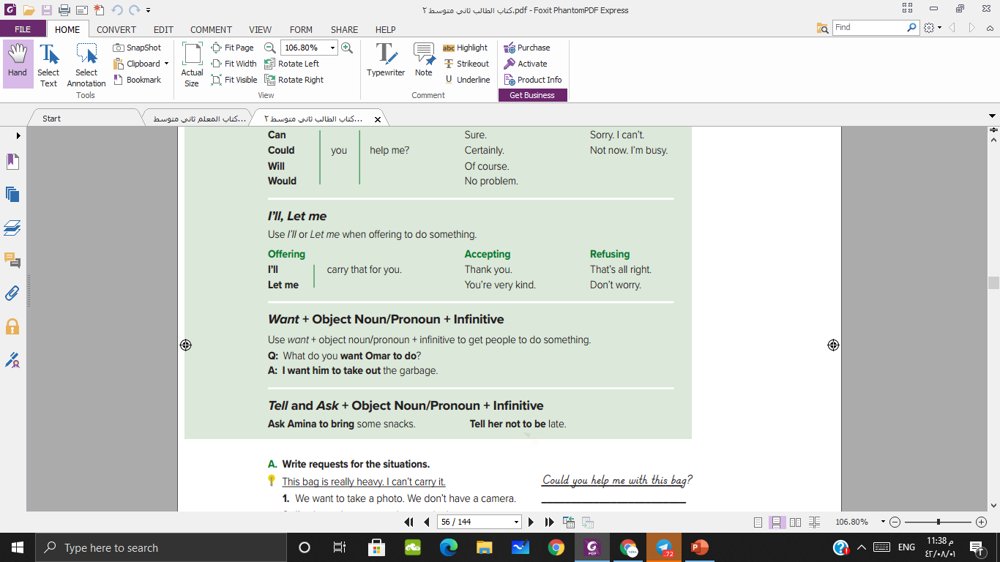 كتاب الطالب ثاني متوسط ٢.pdf - Foxit PhantomPDF Express
FILE HOME CONVERT EDIT COMMENT VIEW FORM SHARE HELP Find
Hand
Select Text
Select Annotation
SnapShot
Clipboard
Bookmark
Tools
Actual Size
Fit Page
Fit Width
Fit Visible
106.80%
Rotate Left
Rotate Right
View
Typewriter
Note
abc Highlight
T Strikeout
U Underline
Comment
Purchase
Activate
Product Info
Get Business
Start
كتاب المعلم ثاني متوسط...
كتاب الطالب ثاني متوسط ٢...
Can Sure. Sorry. I can't.
Could you help me? Certainly. Not now. I'm busy.
Will Of course.
Would No problem.
I'll, Let me
Use I'll or Let me when offering to do something.
Offering Accepting Refusing
I'll carry that for you. Thank you. That's all right.
Let me You're very kind. Don't worry.
Want + Object Noun/Pronoun + Infinitive
Use want + object noun/pronoun + infinitive to get people to do something.
Q: What do you want Omar to do?
A: I want him to take out the garbage.
Tell and Ask + Object Noun/Pronoun + Infinitive
Ask Amina to bring some snacks. Tell her not to be late.
A. Write requests for the situations.
This bag is really heavy. I can't carry it. Could you help me with this bag?
1. We want to take a photo. We don't have a camera.
56 / 144 106.80%
Type here to search
72
ENG
11:38 م
٤٢/٠٨/٠١